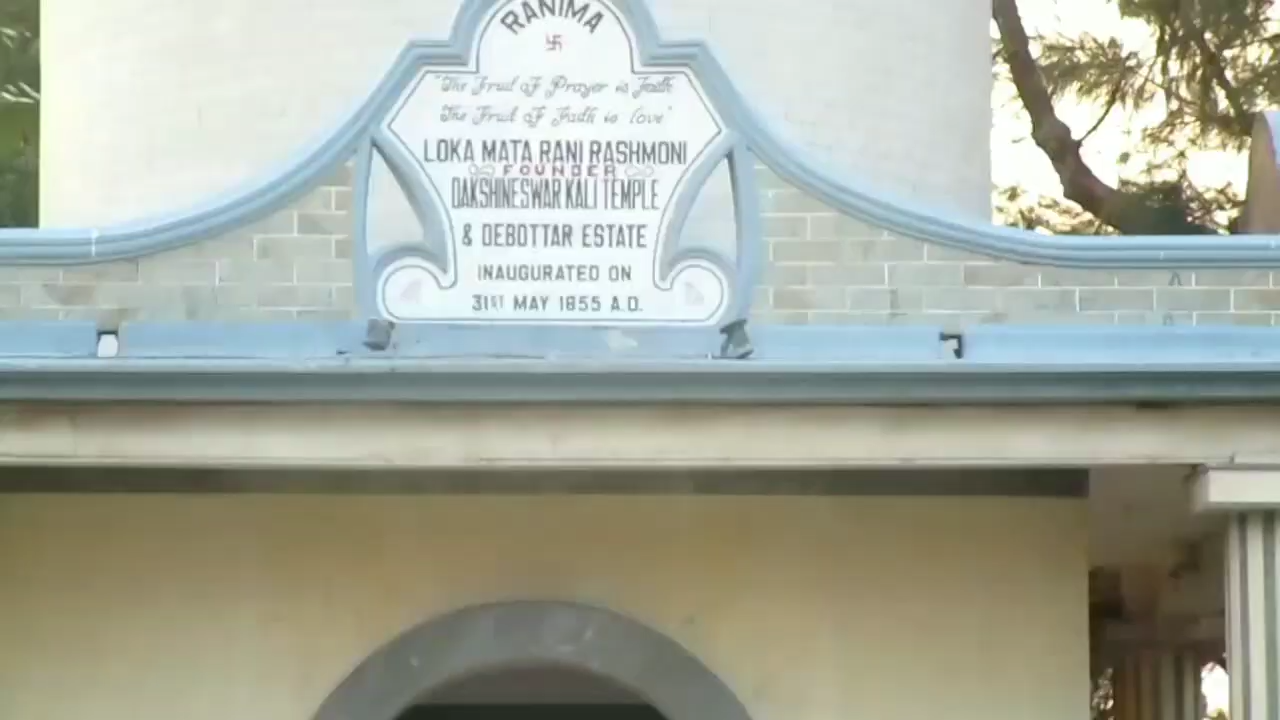 RANIMA
卐
"The Fruit of Prayer is Faith
The Fruit of Faith is love"
LOKA MATA RANI RASHMONI
FOUNDER
DAKSHINESWAR KALI TEMPLE
& DEBOTTAR ESTATE
INAUGURATED ON
31ST MAY 1855 A.D.